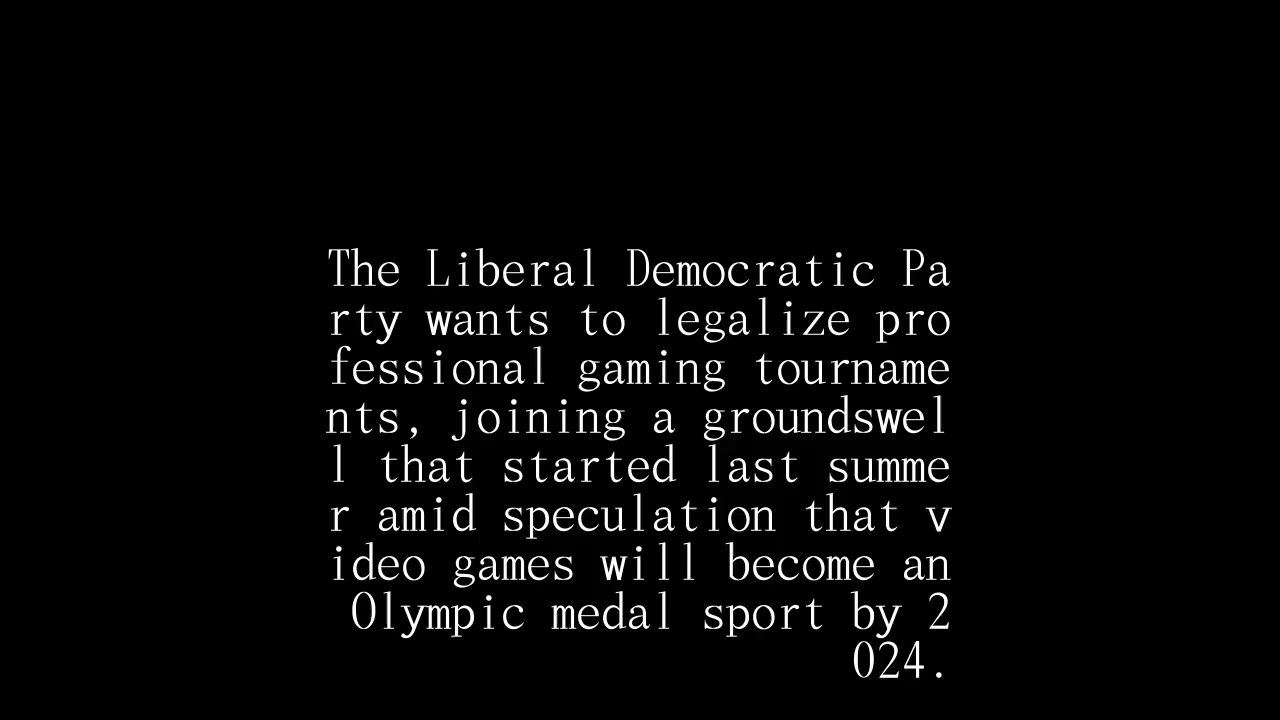 The Liberal Democratic Pa
rty wants to legalize pro
fessional gaming tourname
nts, joining a groundswel
l that started last summe
r amid speculation that v
ideo games will become an
Olympic medal sport by 2
024.